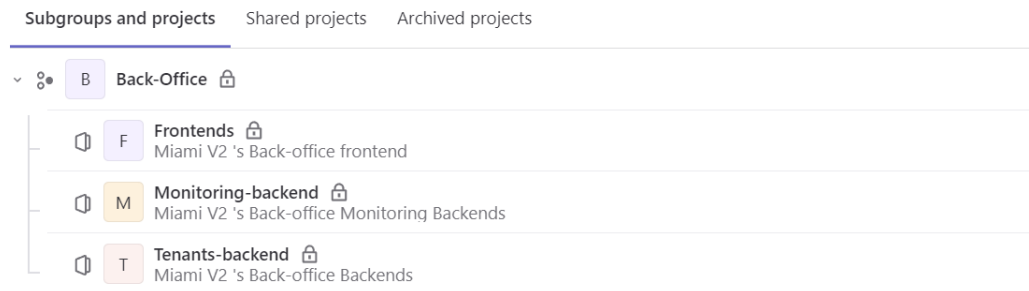 Subgroups and projects Shared projects Archived projects
B Back-Office
F Frontends
Miami V2 's Back-office frontend
M Monitoring-backend
Miami V2 's Back-office Monitoring Backends
T Tenants-backend
Miami V2 's Back-office Backends